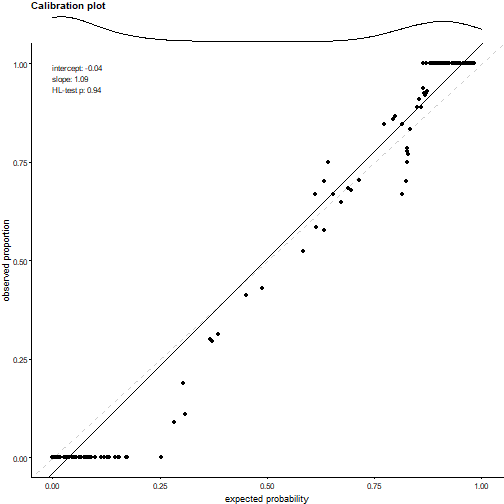 Calibration plot
intercept: -0.04
slope: 1.09
HL-test p: 0.94
observed proportion
1.00
0.75
0.50
0.25
0.00
0.00 0.25 0.50 0.75 1.00
expected probability